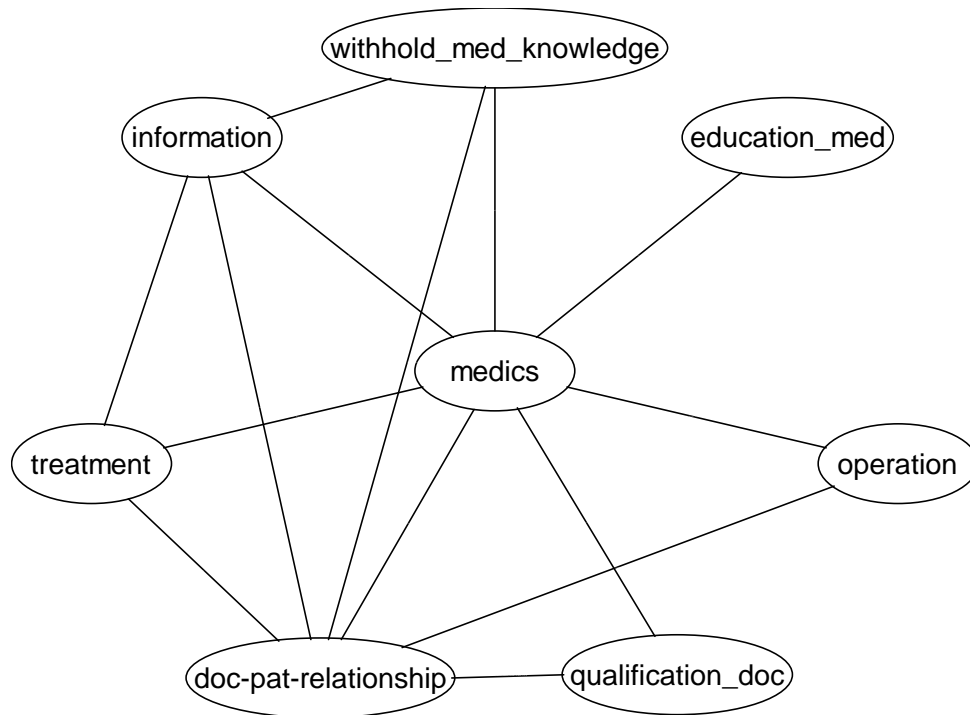 withhold_med_knowledge
information
education_med
medics
treatment
operation
doc-pat-relationship
qualification_doc